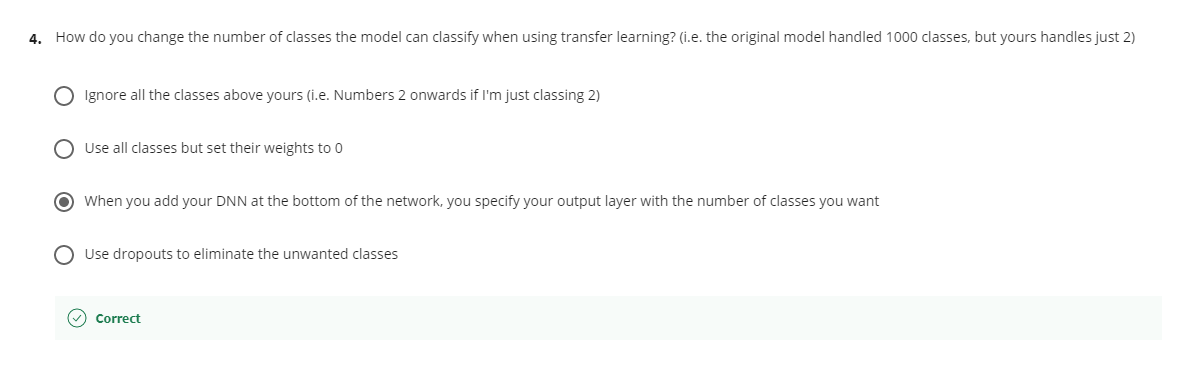 4. How do you change the number of classes the model can classify when using transfer learning? (i.e. the original model handled 1000 classes, but yours handles just 2)
Ignore all the classes above yours (i.e. Numbers 2 onwards if I'm just classing 2)
Use all classes but set their weights to 0
When you add your DNN at the bottom of the network, you specify your output layer with the number of classes you want
Use dropouts to eliminate the unwanted classes
Correct